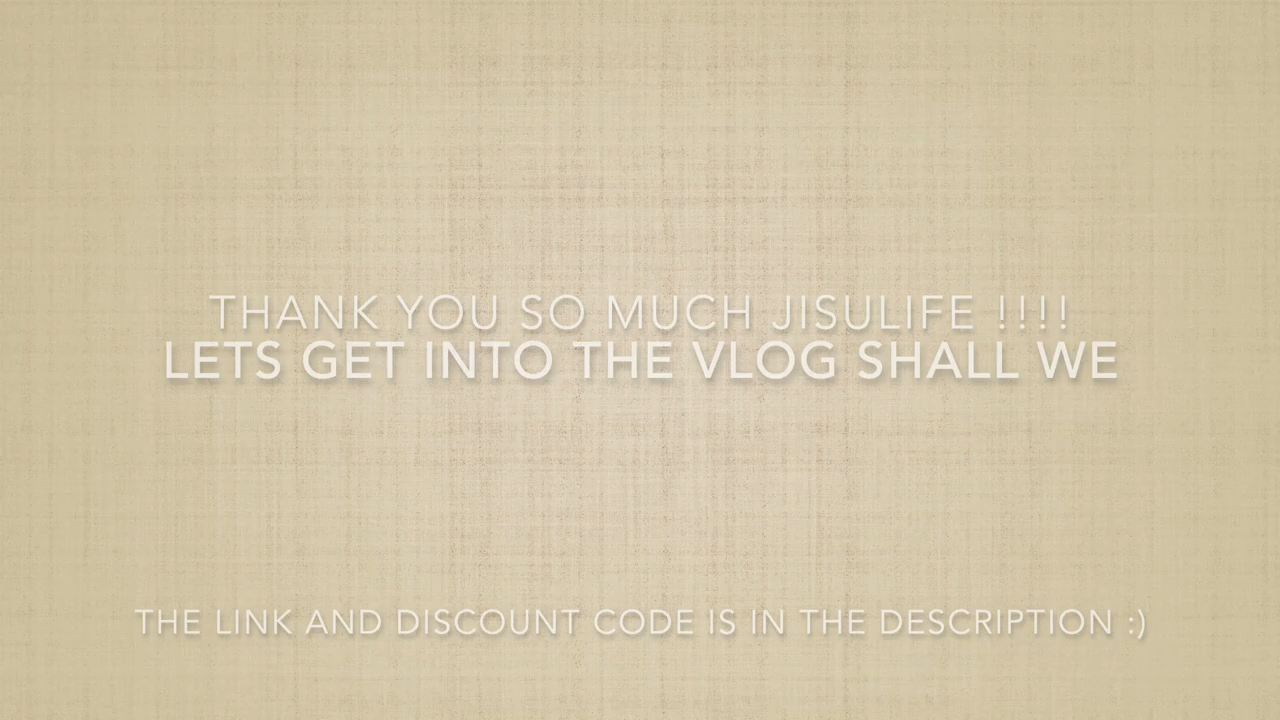 THANK YOU SO MUCH JISULIFE !!!!
LETS GET INTO THE VLOG SHALL WE
THE LINK AND DISCOUNT CODE IS IN THE DESCRIPTION :)